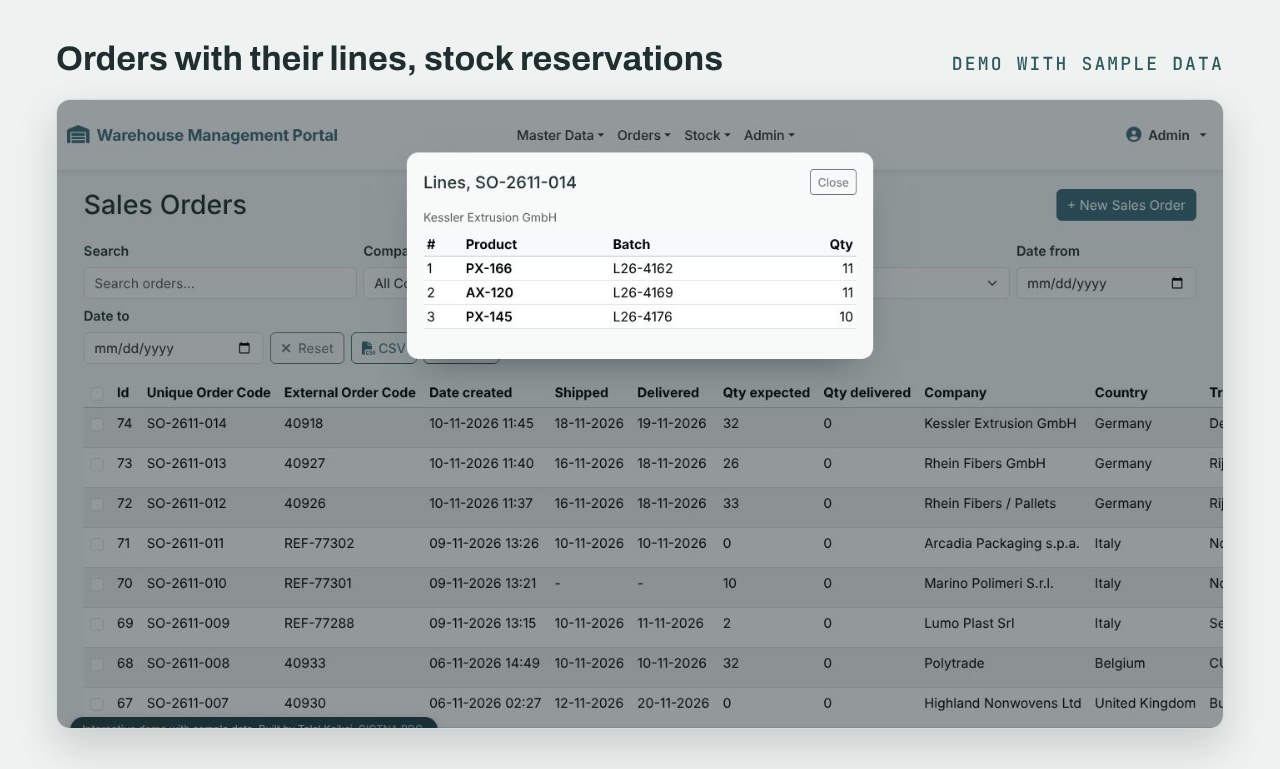 Orders with their lines, stock reservations
DEMO WITH SAMPLE DATA
Warehouse Management Portal
Master Data Orders Stock Admin
Admin
Lines, SO-2611-014
Close
Kessler Extrusion GmbH
# Product Batch Qty
1 PX-166 L26-4162 11
2 AX-120 L26-4169 11
3 PX-145 L26-4176 10
Sales Orders
+ New Sales Order
Search
Date from
Search orders...
mm/dd/yyyy
Date to
mm/dd/yyyy
Reset
CSV
Id Unique Order Code External Order Code Date created Shipped Delivered Qty expected Qty delivered Company Country
74 SO-2611-014 40918 10-11-2026 11:45 18-11-2026 19-11-2026 32 0 Kessler Extrusion GmbH Germany
73 SO-2611-013 40927 10-11-2026 11:40 16-11-2026 18-11-2026 26 0 Rhein Fibers GmbH Germany
72 SO-2611-012 40926 10-11-2026 11:37 16-11-2026 18-11-2026 33 0 Rhein Fibers / Pallets Germany
71 SO-2611-011 REF-77302 09-11-2026 13:26 10-11-2026 10-11-2026 0 0 Arcadia Packaging s.p.a. Italy
70 SO-2611-010 REF-77301 09-11-2026 13:21 - - 10 0 Marino Polimeri S.r.l. Italy
69 SO-2611-009 REF-77288 09-11-2026 13:15 10-11-2026 11-11-2026 2 0 Lumo Plast Srl Italy
68 SO-2611-008 40933 06-11-2026 14:49 10-11-2026 10-11-2026 32 0 Polytrade Belgium
67 SO-2611-007 40930 06-11-2026 02:27 12-11-2026 20-11-2026 0 0 Highland Nonwovens Ltd United Kingdom